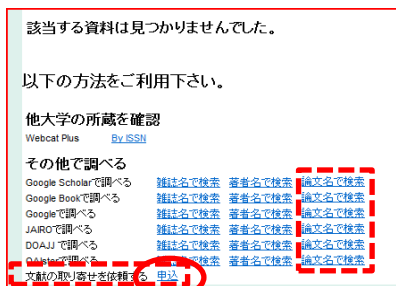 該当する資料は見つかりませんでした。
以下の方法をご利用下さい。
他大学の所蔵を確認
Webcat Plus By ISSN
その他で調べる
Google Scholarで調べる 雑誌名で検索 著者名で検索 論文名で検索
Google Bookで調べる 雑誌名で検索 著者名で検索 論文名で検索
Googleで調べる 雑誌名で検索 著者名で検索 論文名で検索
JAIROで調べる 雑誌名で検索 著者名で検索 論文名で検索
DOAJJ で調べる 雑誌名で検索 著者名で検索 論文名で検索
OAIsterで調べる 雑誌名で検索 著者名で検索 論文名で検索
文献の取り寄せを依頼する 申込